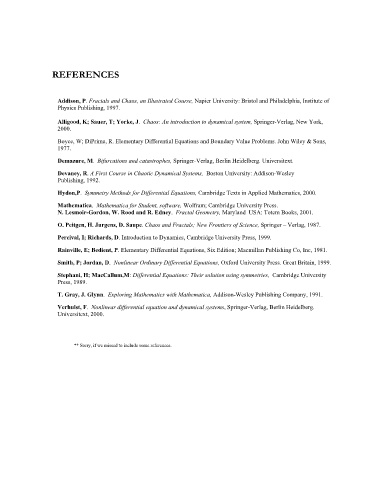 REFERENCES
Addison, P. Fractals and Chaos, an Illustrated Course, Napier University: Bristol and Philadelphia, Institute of
Physics Publishing, 1997.
Alligood, K; Sauer, T; Yorke, J. Chaos: An introduction to dynamical system, Springer-Verlag, New York,
2000.
Boyce, W; DiPrima, R. Elementary Differential Equations and Boundary Value Problems. John Wiley & Sons,
1977.
Demazure, M. Bifurcations and catastrophes, Springer-Verlag, Berlin Heidelberg. Universitext.
Devaney, R. A First Course in Chaotic Dynamical Systems, Boston University: Addison-Wesley
Publishing, 1992.
Hydon,P. Symmetry Methods for Differential Equations, Cambridge Texts in Applied Mathematics, 2000.
Mathematica. Mathematica for Student, software, Wolfram; Cambridge University Press.
N. Lesmoir-Gordon, W. Rood and R. Edney. Fractal Geometry, Maryland USA: Totem Books, 2001.
O. Peitgen, H. Jurgens, D. Saupe. Chaos and Fractals: New Frontiers of Science, Springer – Verlag, 1987.
Percival, I; Richards, D. Introduction to Dynamics, Cambridge University Press, 1999.
Rainville, E; Bedient, P. Elementary Differential Equations, Six Edition; Macmillan Publishing Co, Inc, 1981.
Smith, P; Jordan, D. Nonlinear Ordinary Differential Equations, Oxford University Press. Great Britain, 1999.
Stephani, H; MacCallum,M: Differential Equations: Their solution using symmetries, Cambridge University
Press, 1989.
T. Gray, J. Glynn. Exploring Mathematics with Mathematica, Addison-Wesley Publishing Company, 1991.
Verhulst, F. Nonlinear differential equation and dynamical systems, Springer-Verlag, Berlin Heidelberg.
Universitext, 2000.
** Sorry, if we missed to include some references.